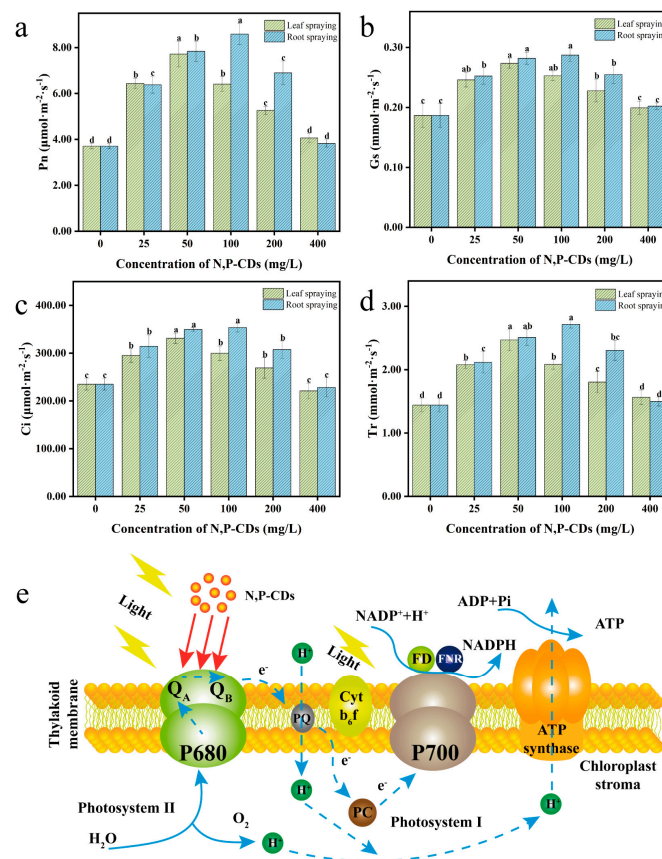 a
Leaf spraying
Root spraying
Pn (μmol·m⁻²·s⁻¹)
8.00
6.00
4.00
2.00
0.00
d d
b c
b b
b a
c b
d d
0 25 50 100 200 400
Concentration of N,P-CDs (mg/L)
b
Leaf spraying
Root spraying
Gs (mmol·m⁻²·s⁻¹)
0.30
0.20
0.10
0.00
c c
ab b
a a
b a
b b
c c
0 25 50 100 200 400
Concentration of N,P-CDs (mg/L)
c
Leaf spraying
Root spraying
Ci (μmol·m⁻²·s⁻¹)
400.00
300.00
200.00
100.00
0.00
c c
b b
a a
b a
b b
c c
0 25 50 100 200 400
Concentration of N,P-CDs (mg/L)
d
Leaf spraying
Root spraying
Tr (mmol·m⁻²·s⁻¹)
3.00
2.00
1.00
0.00
d d
b c
a ab
b a
c bc
d d
0 25 50 100 200 400
Concentration of N,P-CDs (mg/L)
e
Light
N,P-CDs
NADP⁺+H⁺
ADP+Pi
ATP
Light
FD
FNR
NADPH
H⁺
e⁻
Q_A
Q_B
Thylakoid
membrane
PQ
Cyt
b₆f
P680
P700
ATP
synthase
Chloroplast
stroma
e⁻
H⁺
e⁻
PC
H⁺
Photosystem II
Photosystem I
O₂
H₂O
H⁺